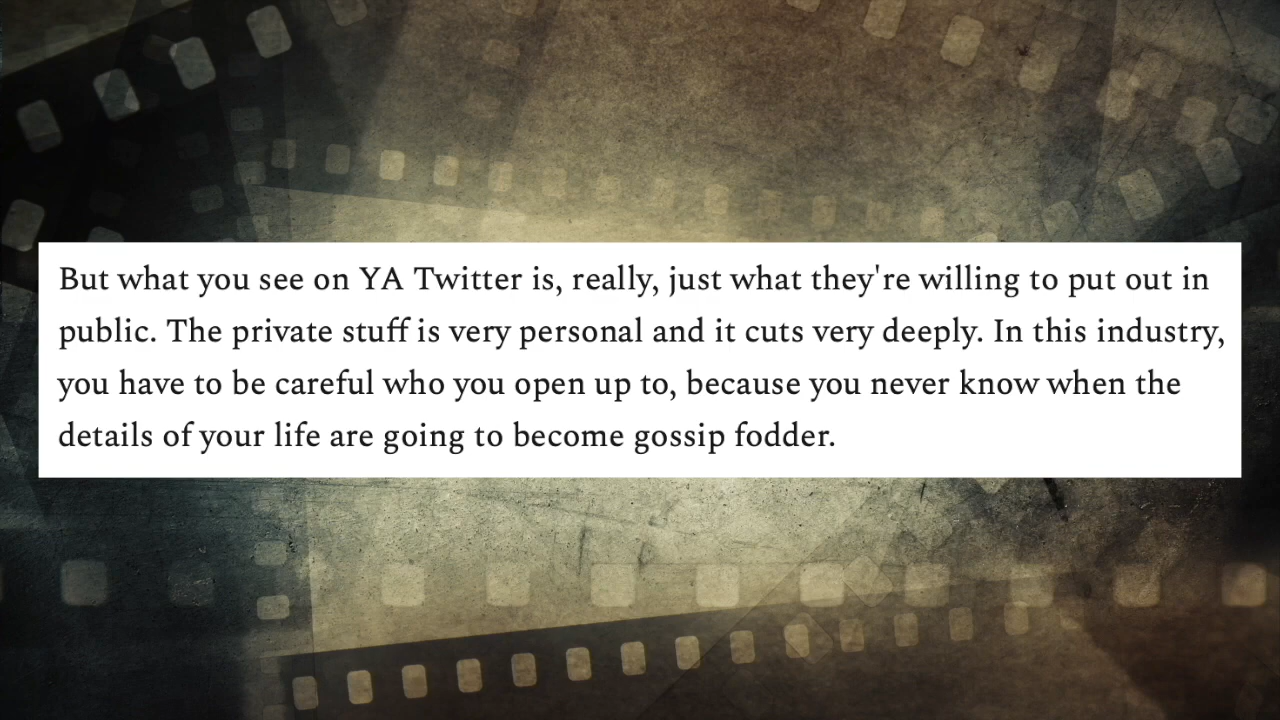 But what you see on YA Twitter is, really, just what they're willing to put out in
public. The private stuff is very personal and it cuts very deeply. In this industry,
you have to be careful who you open up to, because you never know when the
details of your life are going to become gossip fodder.